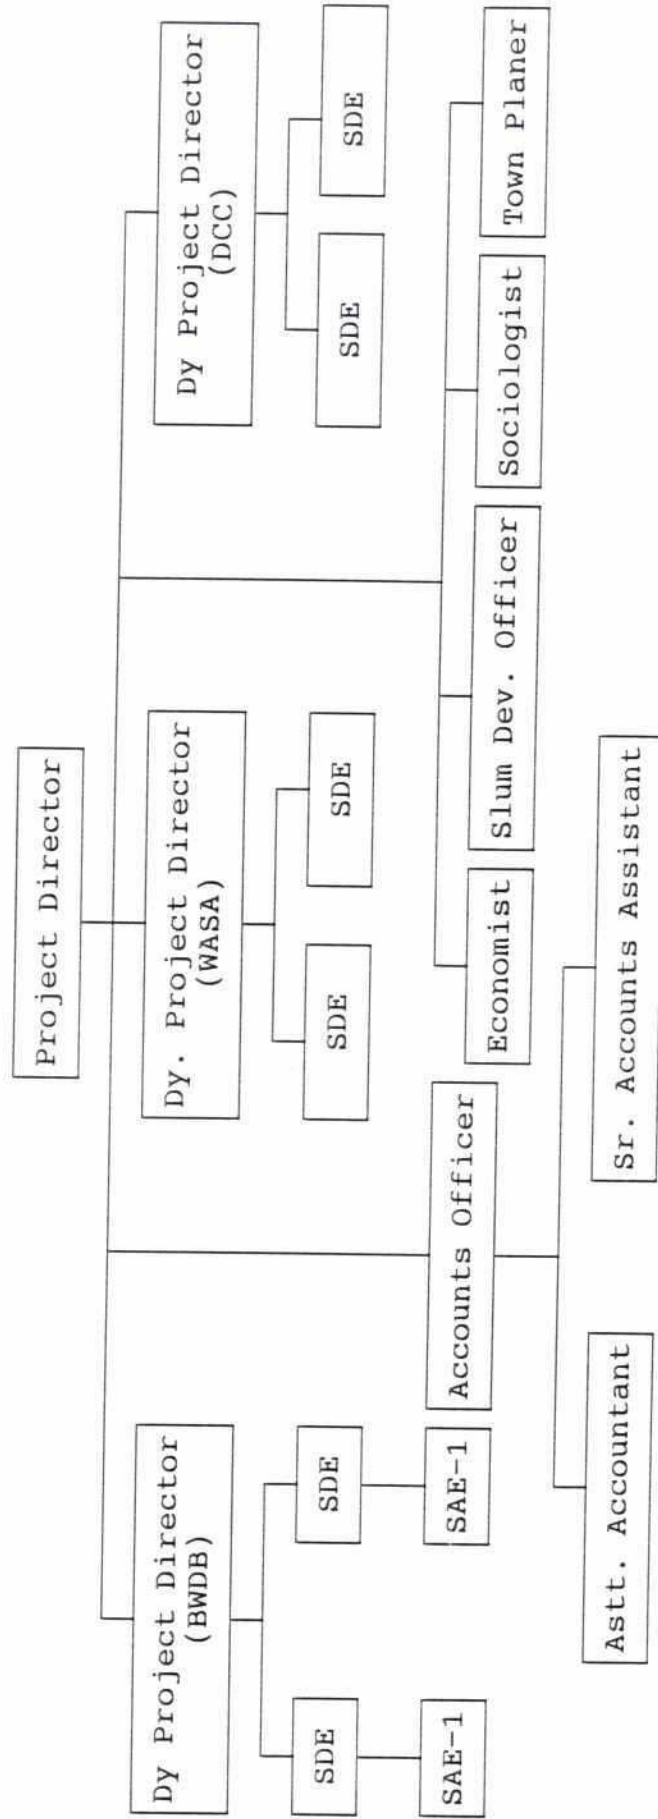 Project Director
Dy Project Director
(BWDB)
Dy. Project Director
(WASA)
Dy Project Director
(DCC)
SDE
SDE
SDE
SDE
SDE
SDE
SAE-1
SAE-1
Accounts Officer
Economist
Slum Dev. Officer
Sociologist
Town Planer
Astt. Accountant
Sr. Accounts Assistant